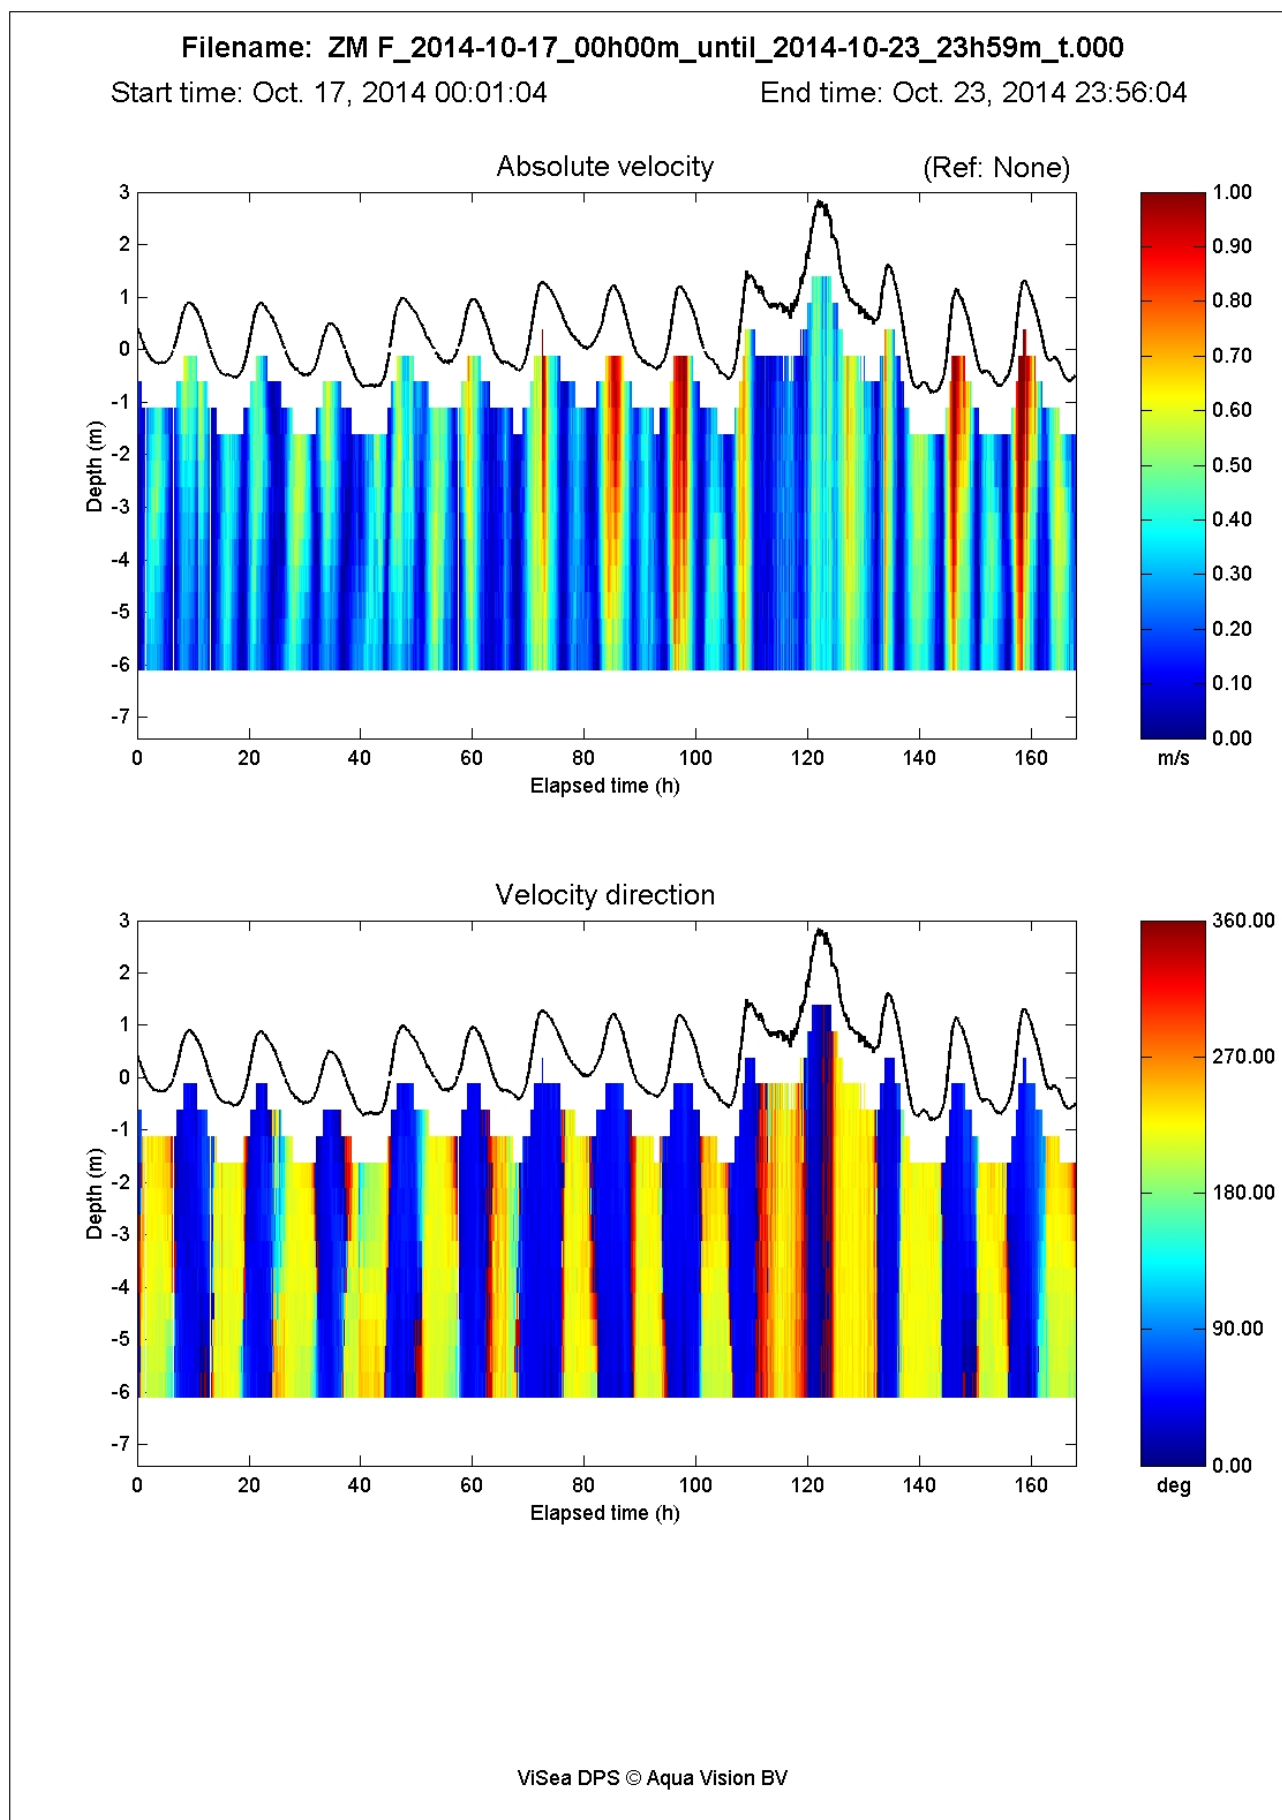 Filename: ZM F_2014-10-17_00h00m_until_2014-10-23_23h59m_t.000
Start time: Oct. 17, 2014 00:01:04 End time: Oct. 23, 2014 23:56:04
Absolute velocity (Ref: None)
3
2
1
0
-1
-2
-3
-4
-5
-6
-7
Depth (m)
0 20 40 60 80 100 120 140 160
Elapsed time (h)
1.00
0.90
0.80
0.70
0.60
0.50
0.40
0.30
0.20
0.10
0.00
m/s
Velocity direction
3
2
1
0
-1
-2
-3
-4
-5
-6
-7
Depth (m)
0 20 40 60 80 100 120 140 160
Elapsed time (h)
360.00
270.00
180.00
90.00
0.00
deg
ViSea DPS © Aqua Vision BV